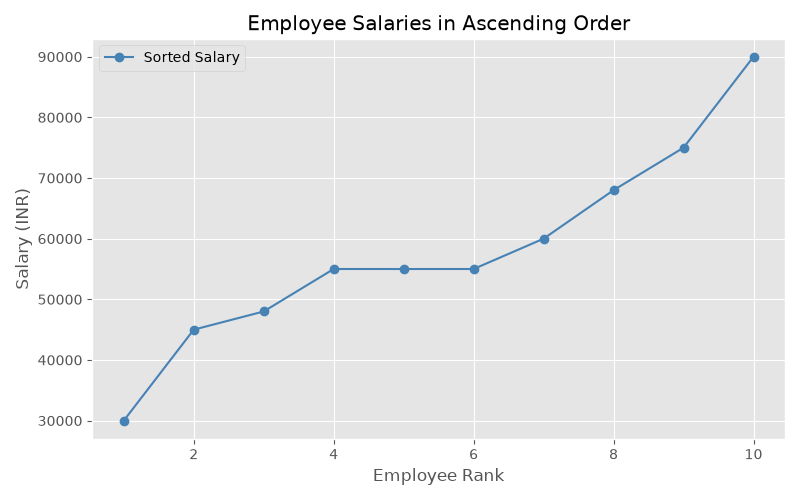 Employee Salaries in Ascending Order
Sorted Salary
90000
80000
70000
60000
50000
40000
30000
Salary (INR)
2 4 6 8 10
Employee Rank